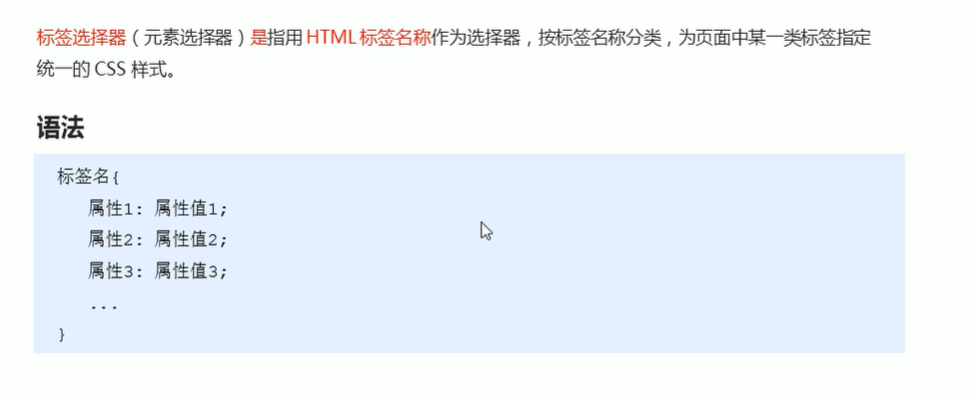 标签选择器（元素选择器）是指用 HTML 标签名称作为选择器，按标签名称分类，为页面中某一类标签指定
统一的 CSS 样式。
语法
标签名{
属性1: 属性值1;
属性2: 属性值2;
属性3: 属性值3;
...
}